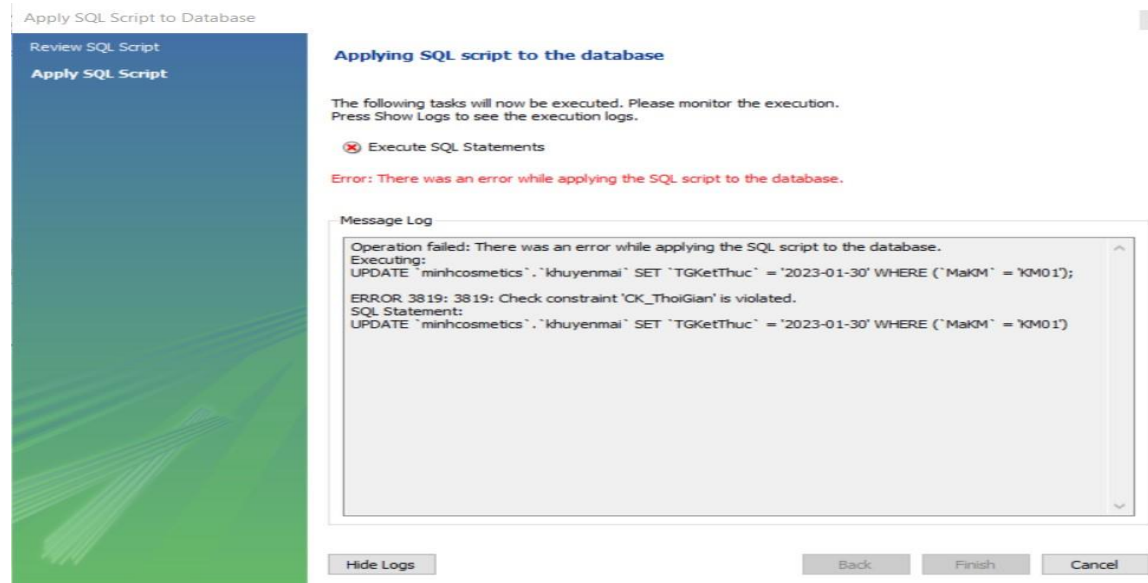 Apply SQL Script to Database
Review SQL Script
Apply SQL Script
Applying SQL script to the database
The following tasks will now be executed. Please monitor the execution.
Press Show Logs to see the execution logs.
Execute SQL Statements
Error: There was an error while applying the SQL script to the database.
Message Log
Operation failed: There was an error while applying the SQL script to the database.
Executing:
UPDATE `minhcosmetics`.`khuyenmai` SET `TGKetThuc` = '2023-01-30' WHERE (`MaKM` = 'KM01');
ERROR 3819: 3819: Check constraint 'CK_ThoiGian' is violated.
SQL Statement:
UPDATE `minhcosmetics`.`khuyenmai` SET `TGKetThuc` = '2023-01-30' WHERE (`MaKM` = 'KM01')
Hide Logs
Back
Finish
Cancel